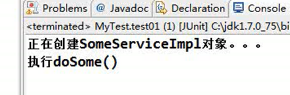 Problems @ Javadoc Declaration Console
<terminated> MyTest.test01 (1) [JUnit] C:\jdk1.7.0_75\bi
正在创建SomeServiceImpl对象。。。
执行doSome()